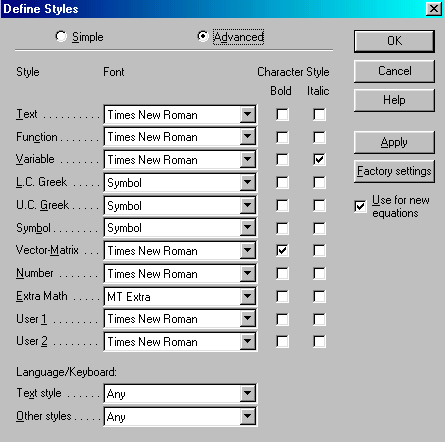 Define Styles
Simple Advanced OK
Style Font Character Style Cancel
Bold Italic Help
Text . . . . . . . . . . Times New Roman
Function . . . . . . Times New Roman Apply
Variable . . . . . . . Times New Roman
L.C. Greek . . . . . Symbol Factory settings
U.C. Greek . . . . . Symbol Use for new
Symbol . . . . . . . . Symbol equations
Vector-Matrix . . . Times New Roman
Number . . . . . . . Times New Roman
Extra Math . . . . . MT Extra
User 1 . . . . . . . . Times New Roman
User 2 . . . . . . . . Times New Roman
Language/Keyboard:
Text style . . . . . . Any
Other styles . . . . Any